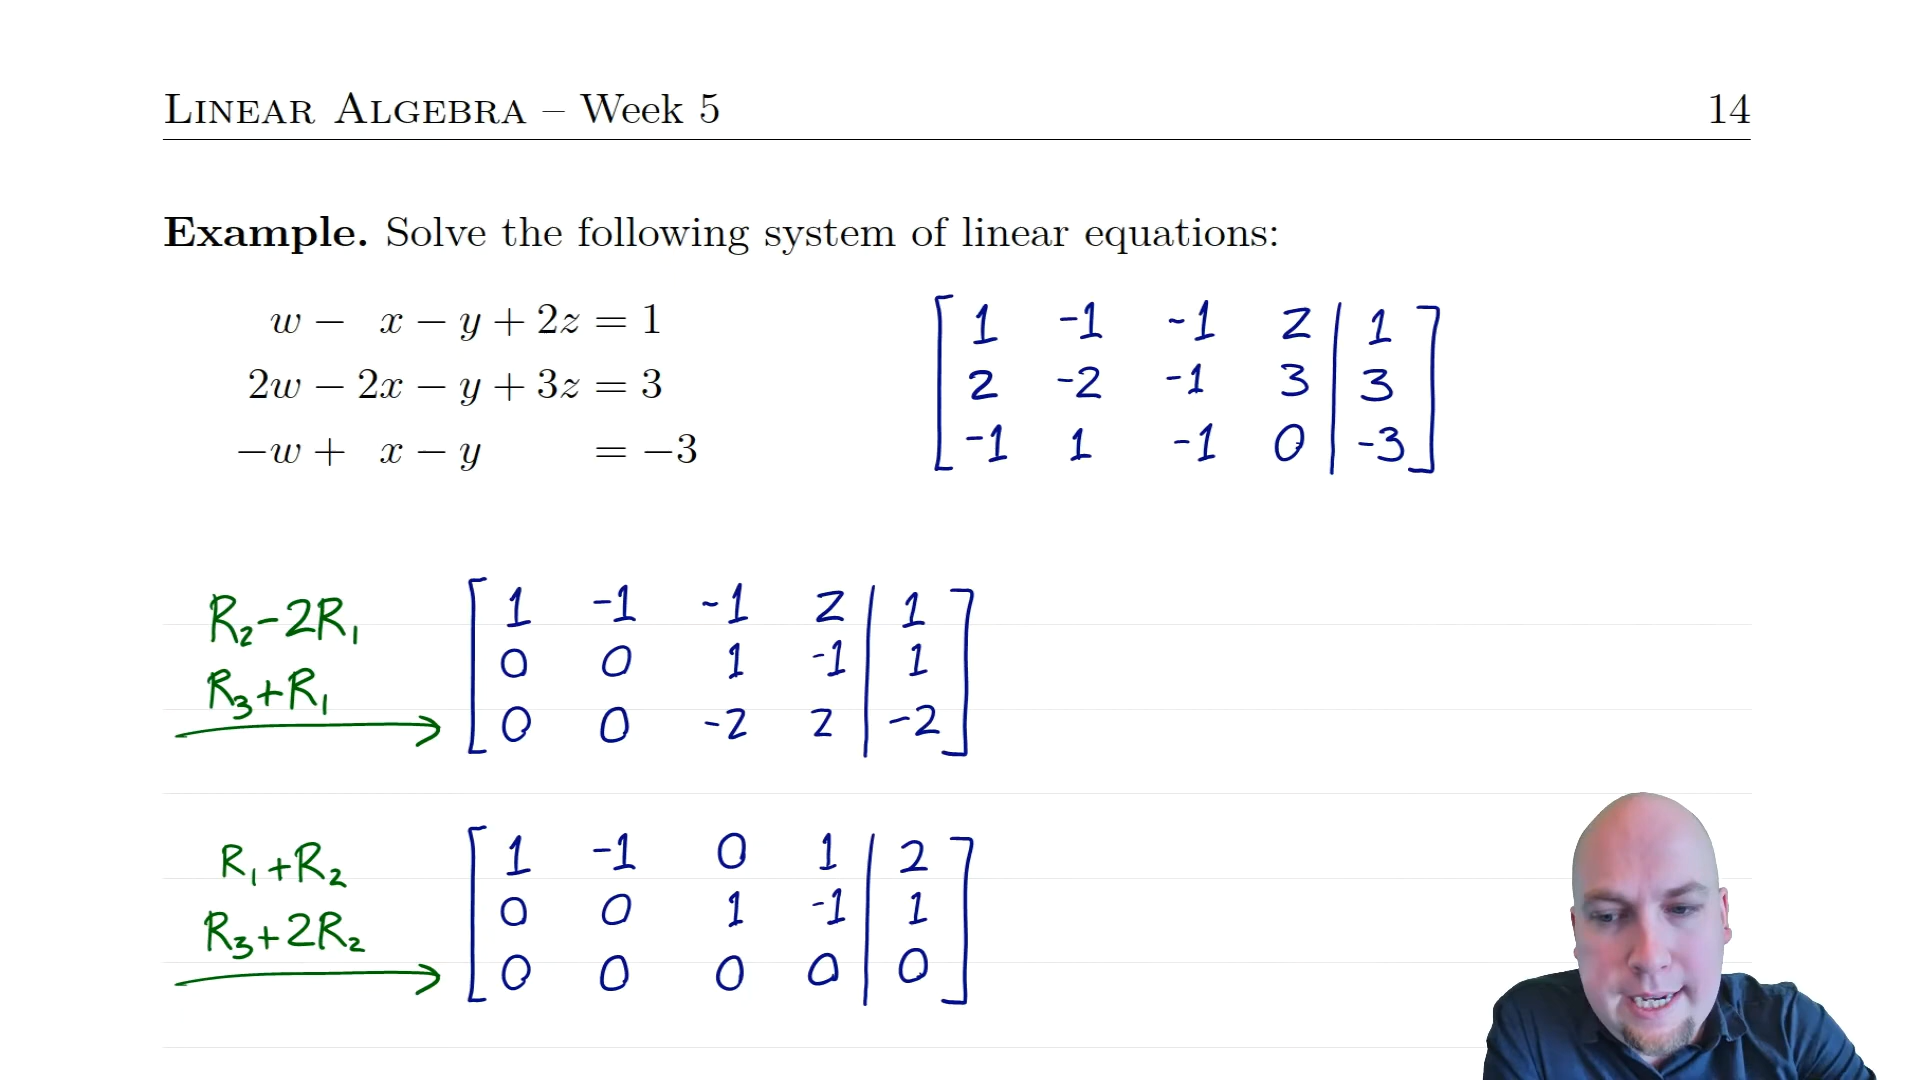 LINEAR ALGEBRA – Week 5 14
Example. Solve the following system of linear equations:
w − x − y + 2z = 1
2w − 2x − y + 3z = 3
−w + x − y = −3
1 -1 -1 2 | 1
2 -2 -1 3 | 3
-1 1 -1 0 | -3
R₂-2R₁
R₃+R₁
1 -1 -1 2 | 1
0 0 1 -1 | 1
0 0 -2 2 | -2
R₁+R₂
R₃+2R₂
1 -1 0 1 | 2
0 0 1 -1 | 1
0 0 0 0 | 0